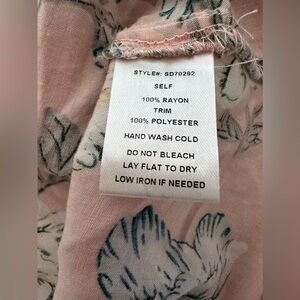 STYLE#: SD70292
SELF
100% RAYON
TRIM
100% POLYESTER
HAND WASH COLD
DO NOT BLEACH
LAY FLAT TO DRY
LOW IRON IF NEEDED